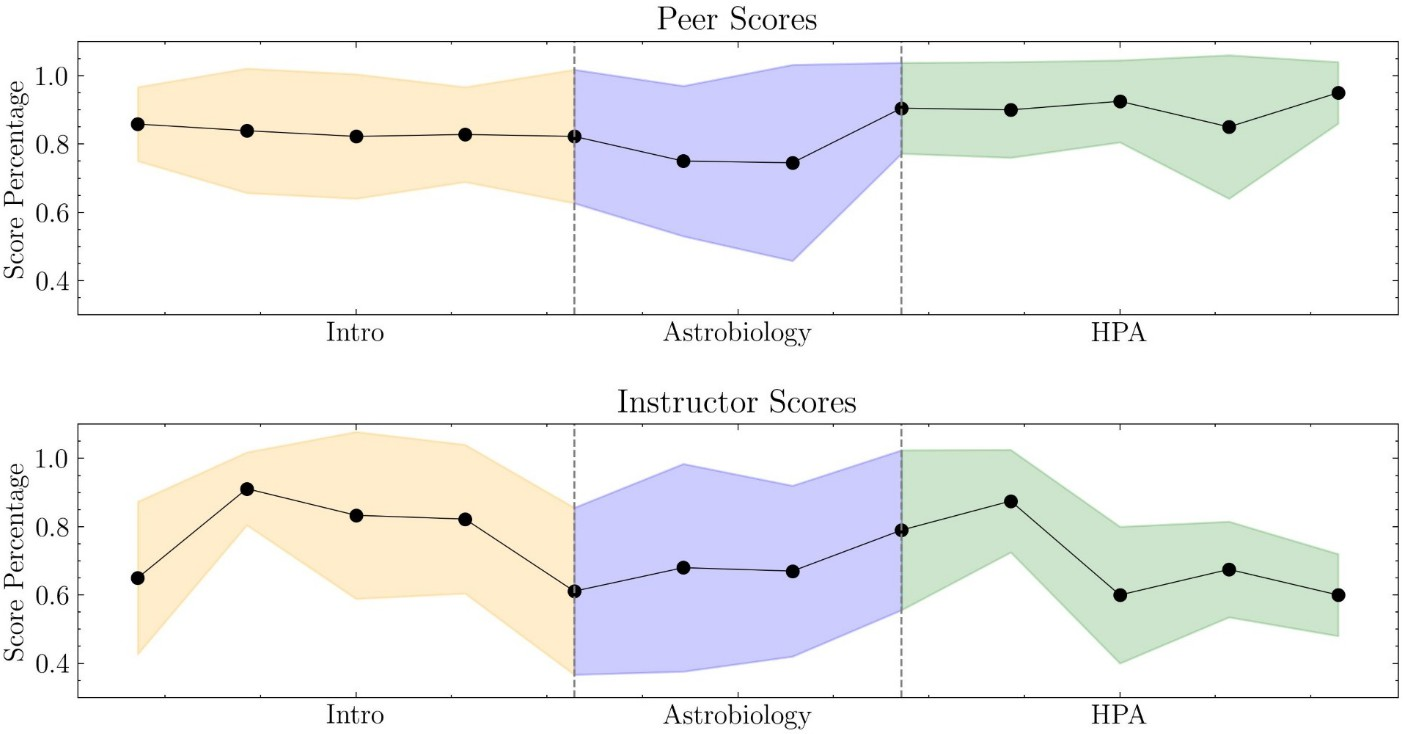 Peer Scores
Score Percentage
1.0
0.8
0.6
0.4
Intro Astrobiology HPA
Instructor Scores
Score Percentage
1.0
0.8
0.6
0.4
Intro Astrobiology HPA